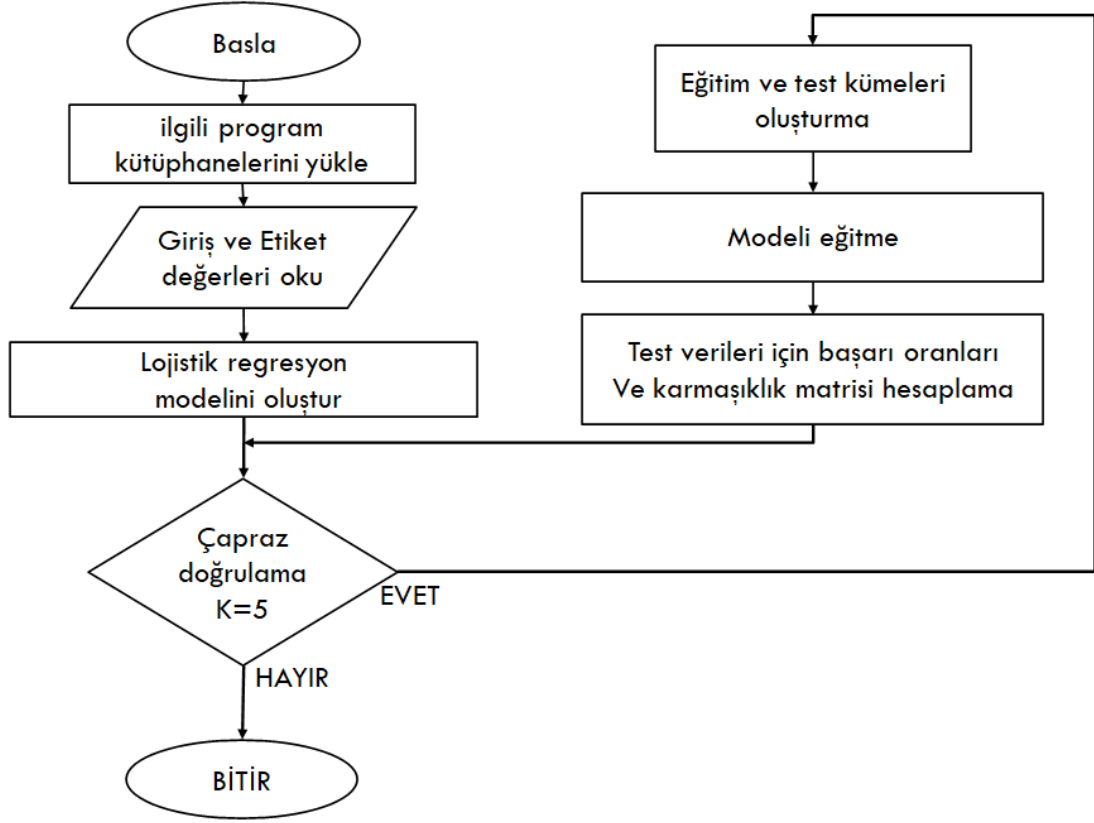 Basla
ilgili program
kütüphanelerini yükle
Giriş ve Etiket
değerleri oku
Lojistik regresyon
modelini oluştur
Çapraz
doğrulama
K=5
EVET
HAYIR
BİTİR
Eğitim ve test kümeleri
oluşturma
Modeli eğitme
Test verileri için başarı oranları
Ve karmaşıklık matrisi hesaplama